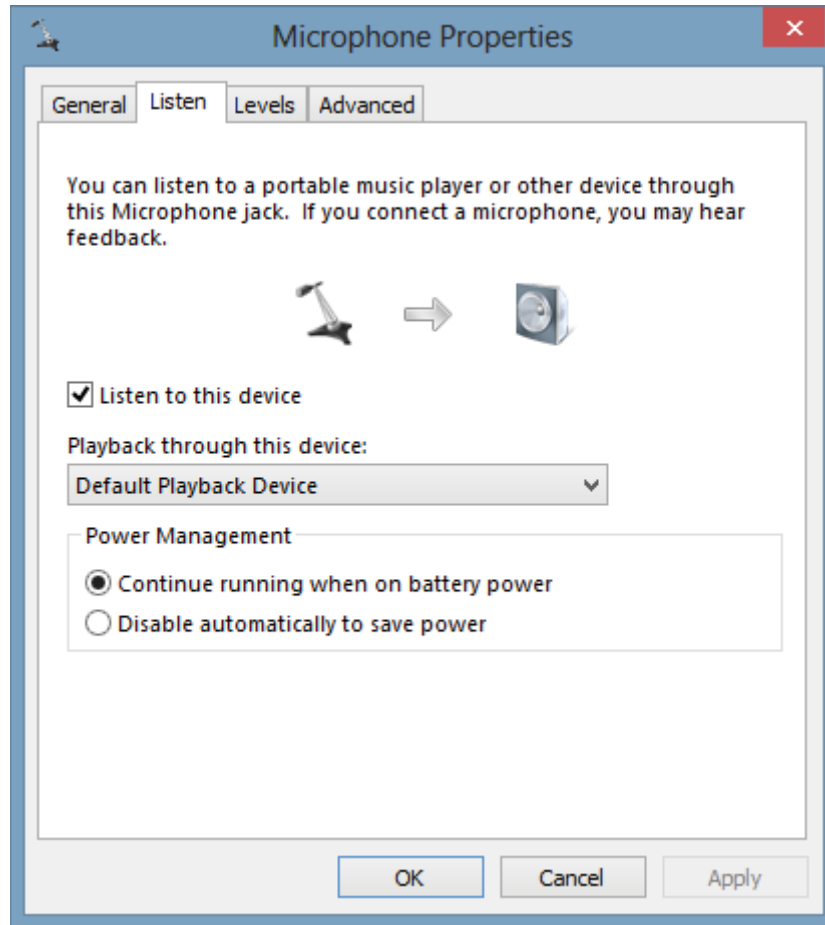 Microphone Properties
General Listen Levels Advanced
You can listen to a portable music player or other device through
this Microphone jack.  If you connect a microphone, you may hear
feedback.
Listen to this device
Playback through this device:
Default Playback Device
Power Management
Continue running when on battery power
Disable automatically to save power
OK Cancel Apply